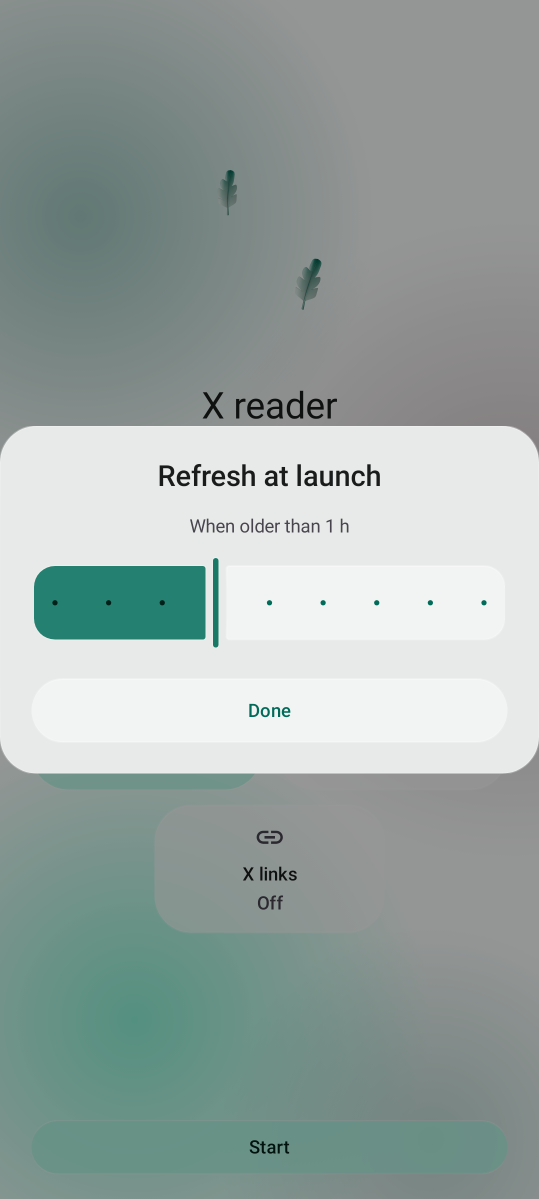 X reader
Refresh at launch
When older than 1 h
Done
X links
Off
Start